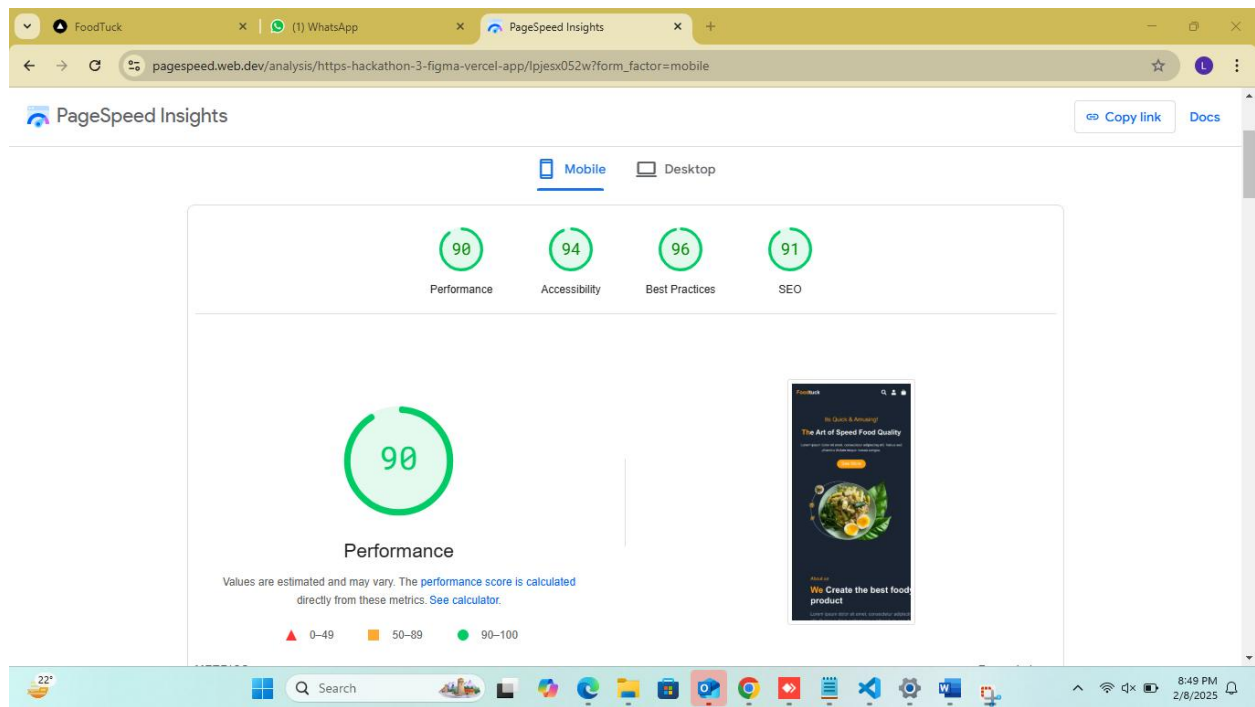 FoodTuck
(1) WhatsApp
PageSpeed Insights
pagespeed.web.dev/analysis/https-hackathon-3-figma-vercel-app/lpjesx052w?form_factor=mobile
L
PageSpeed Insights
Copy link
Docs
Mobile
Desktop
90
94
96
91
Performance
Accessibility
Best Practices
SEO
90
Performance
Values are estimated and may vary. The performance score is calculated
directly from these metrics. See calculator.
0–49
50–89
90–100
Foodtuck
Its Quick & Amusing!
The Art of Speed Food Quality
About us
We Create the best foody
product
22°
Search
8:49 PM
2/8/2025